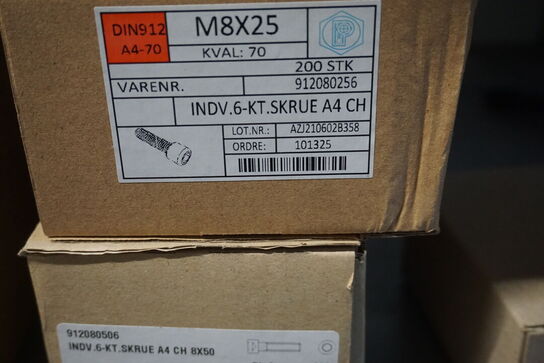 DIN912 M8X25
A4-70 KVAL: 70
200 STK
VARENR. 912080256
INDV.6-KT.SKRUE A4 CH
LOT.NR.: AZJ210602B358
ORDRE: 101325
912080506
INDV.6-KT.SKRUE A4 CH 8X50